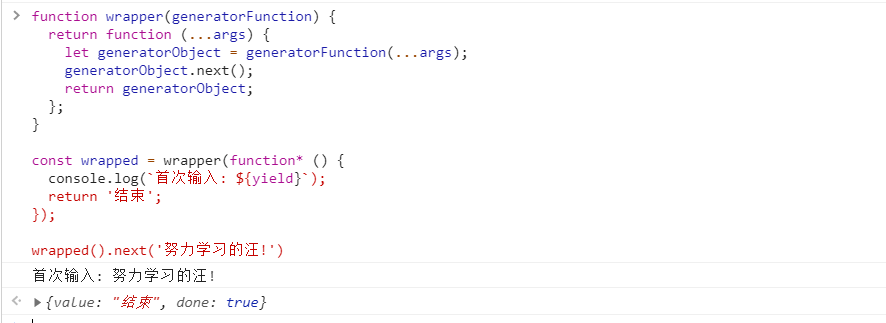 function wrapper(generatorFunction) {
  return function (...args) {
    let generatorObject = generatorFunction(...args);
    generatorObject.next();
    return generatorObject;
  };
}

const wrapped = wrapper(function* () {
  console.log(`首次输入: ${yield}`);
  return '结束';
});

wrapped().next('努力学习的汪!')
首次输入: 努力学习的汪!
{value: "结束", done: true}